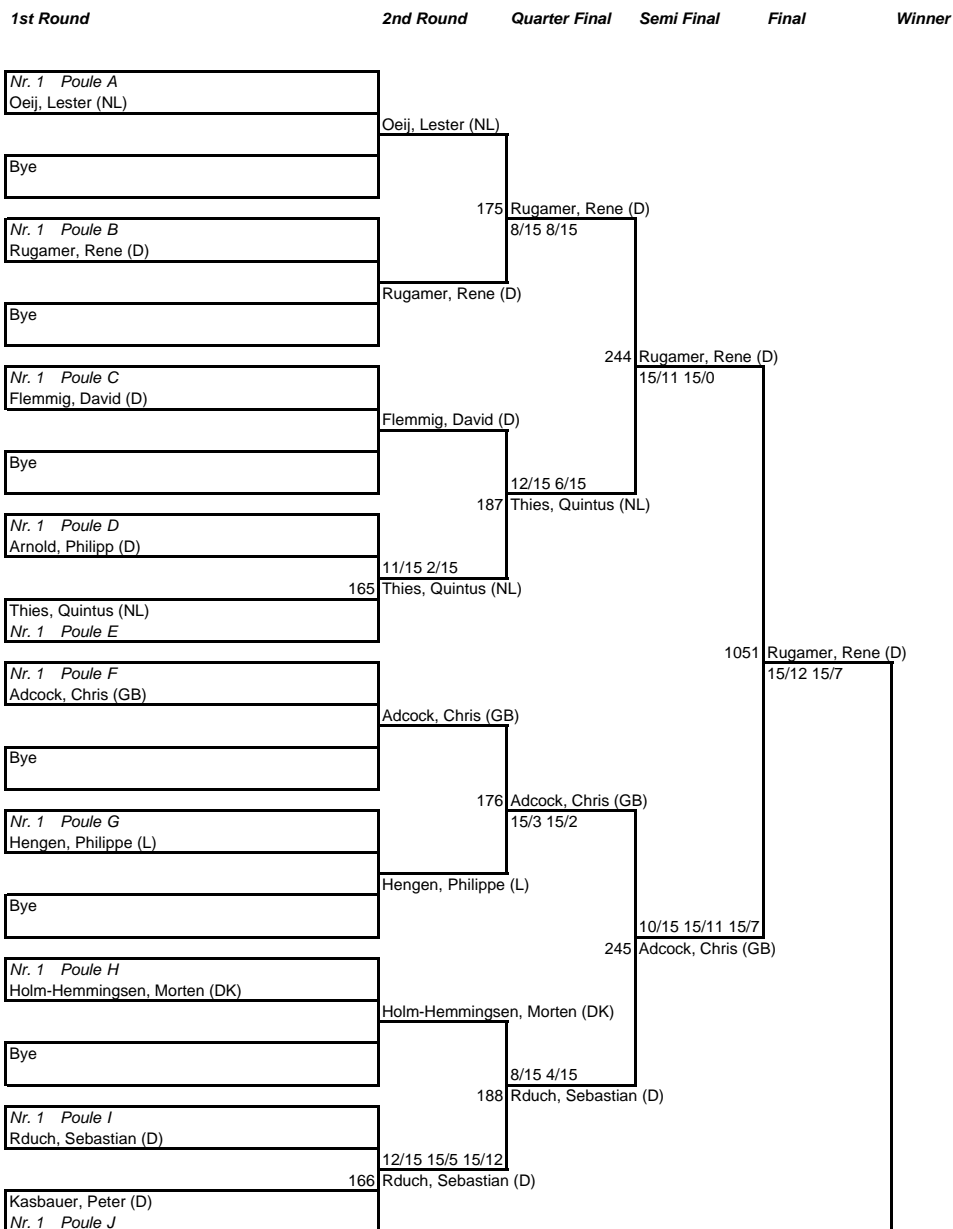 1st Round 2nd Round Quarter Final Semi Final Final Winner
Nr. 1 Poule A
Oeij, Lester (NL)
Oeij, Lester (NL)
Bye
175 Rugamer, Rene (D)
Nr. 1 Poule B
8/15 8/15
Rugamer, Rene (D)
Rugamer, Rene (D)
Bye
244 Rugamer, Rene (D)
Nr. 1 Poule C
15/11 15/0
Flemmig, David (D)
Flemmig, David (D)
Bye
12/15 6/15
187 Thies, Quintus (NL)
Nr. 1 Poule D
Arnold, Philipp (D)
11/15 2/15
165 Thies, Quintus (NL)
Thies, Quintus (NL)
Nr. 1 Poule E
1051 Rugamer, Rene (D)
Nr. 1 Poule F
15/12 15/7
Adcock, Chris (GB)
Adcock, Chris (GB)
Bye
176 Adcock, Chris (GB)
Nr. 1 Poule G
15/3 15/2
Hengen, Philippe (L)
Hengen, Philippe (L)
Bye
10/15 15/11 15/7
245 Adcock, Chris (GB)
Nr. 1 Poule H
Holm-Hemmingsen, Morten (DK)
Holm-Hemmingsen, Morten (DK)
Bye
8/15 4/15
188 Rduch, Sebastian (D)
Nr. 1 Poule I
Rduch, Sebastian (D)
12/15 15/5 15/12
166 Rduch, Sebastian (D)
Kasbauer, Peter (D)
Nr. 1 Poule J